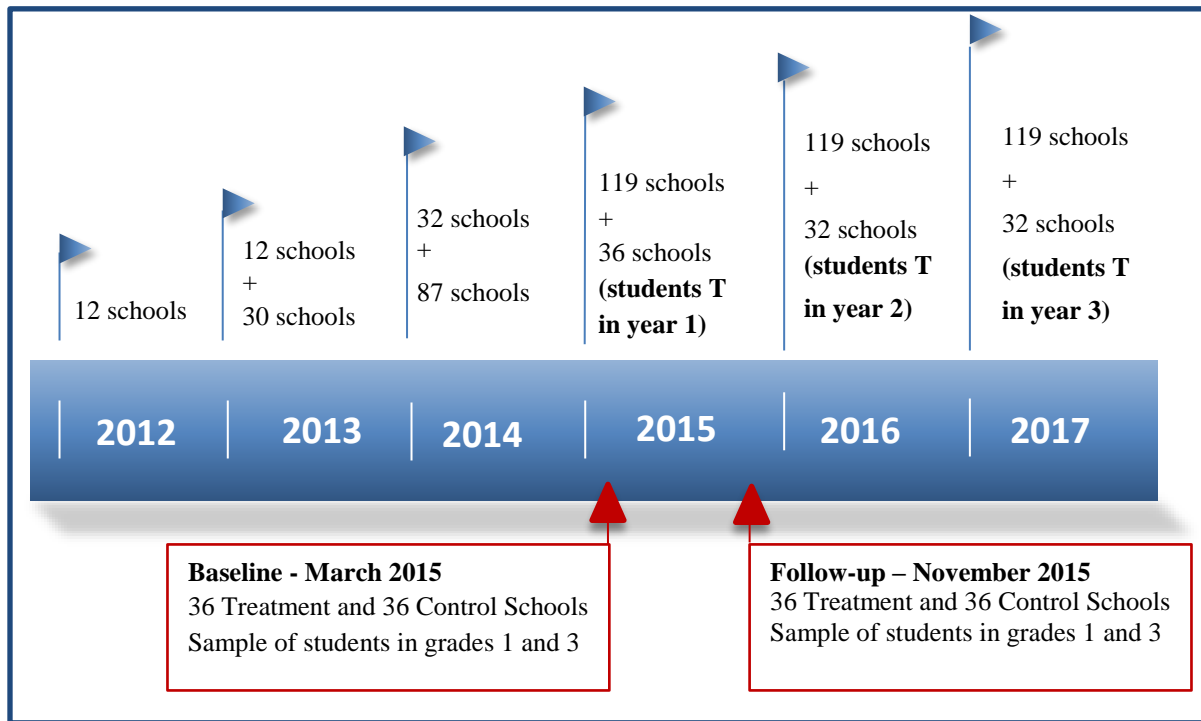 12 schools
12 schools
+
30 schools
32 schools
+
87 schools
119 schools
+
36 schools
(students T
in year 1)
119 schools
+
32 schools
(students T
in year 2)
119 schools
+
32 schools
(students T
in year 3)
2012
2013
2014
2015
2016
2017
Baseline - March 2015
36 Treatment and 36 Control Schools
Sample of students in grades 1 and 3
Follow-up – November 2015
36 Treatment and 36 Control Schools
Sample of students in grades 1 and 3